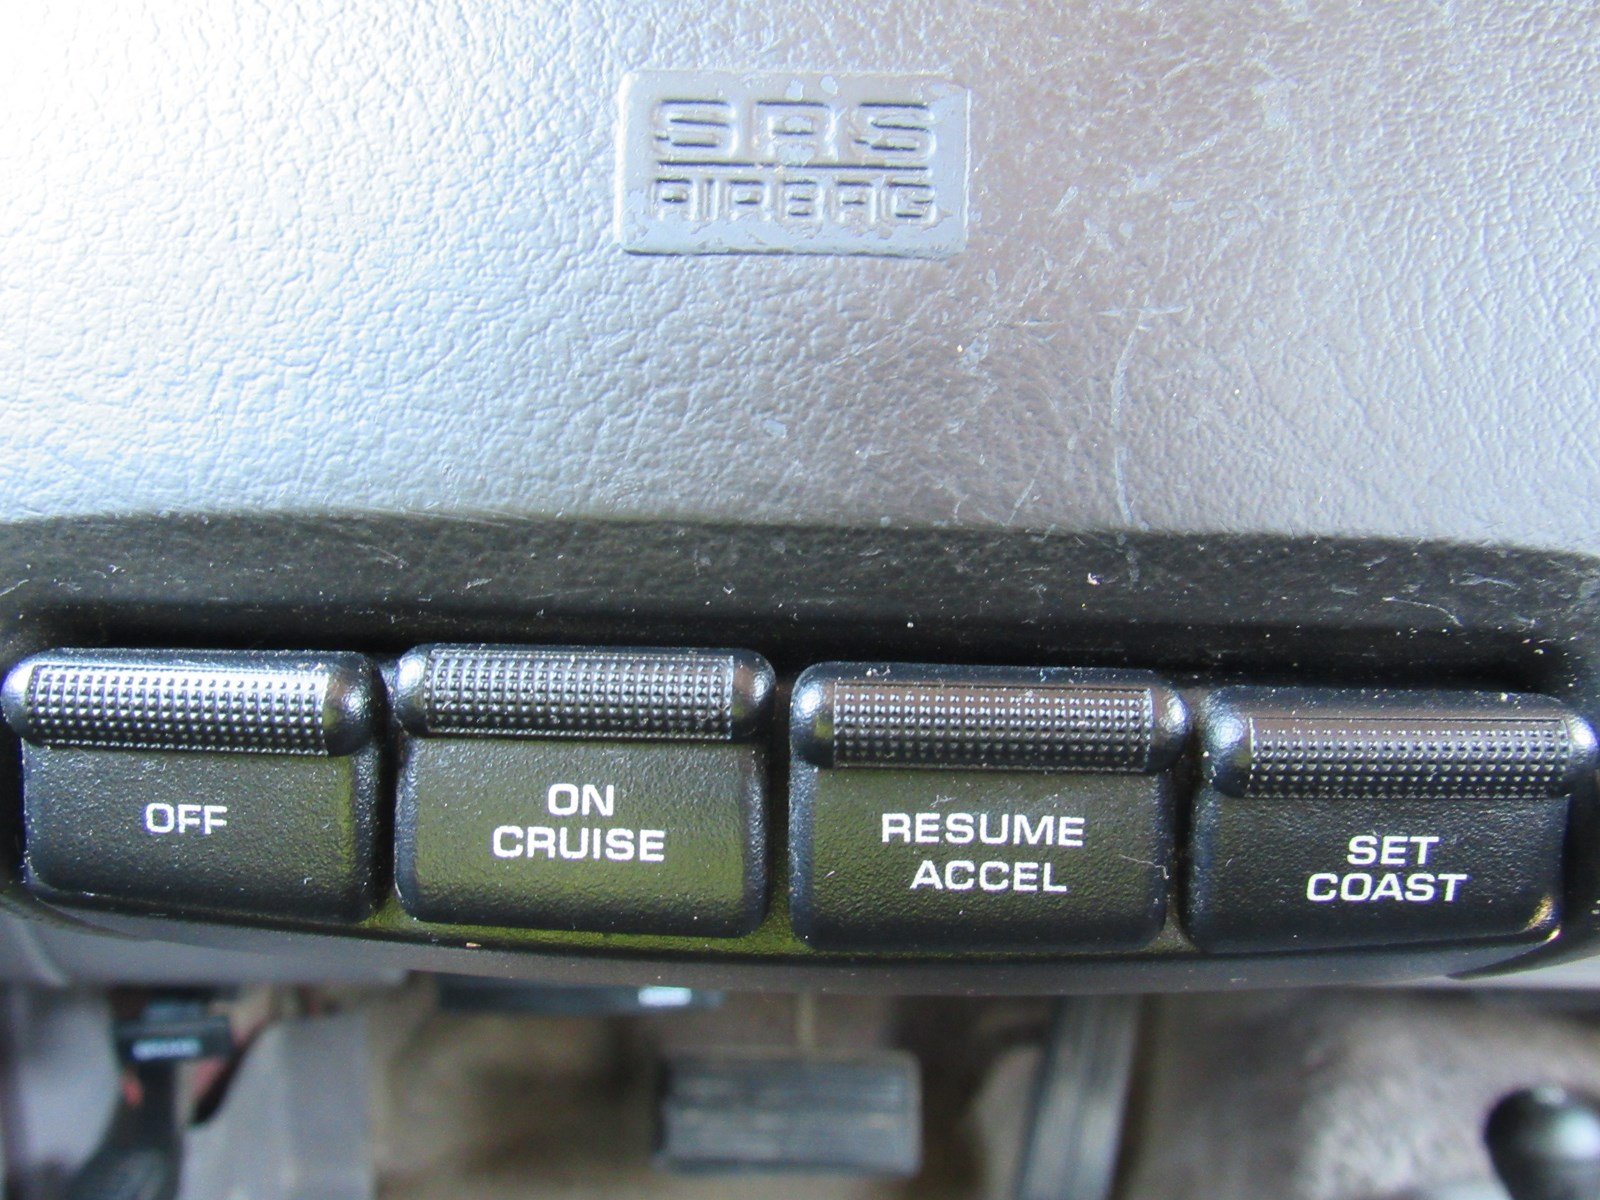 SRS
AIRBAG
OFF
ON
CRUISE
RESUME
ACCEL
SET
COAST